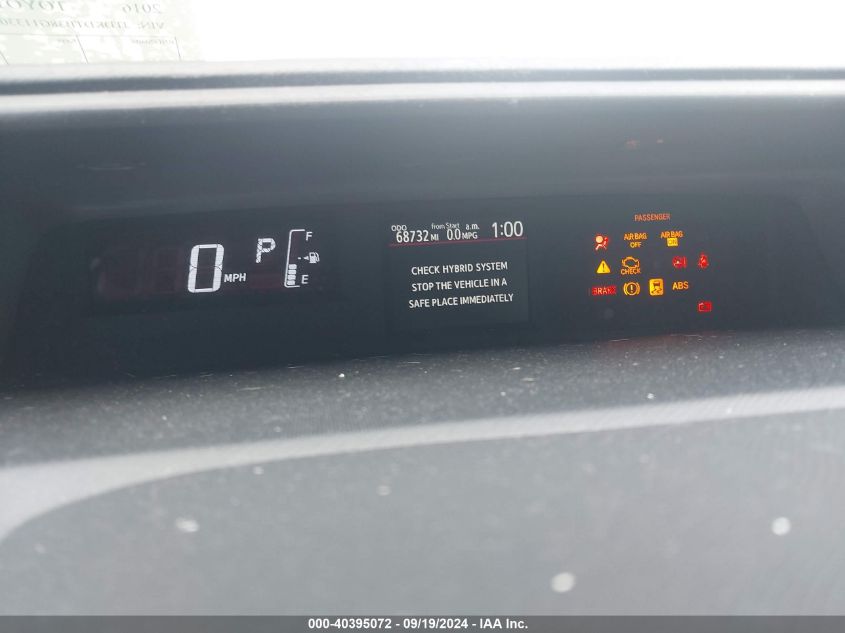 2016 TOYO
PASSENGER
ODO from Start a.m.
68732 MI 0.0 MPG 1:00
AIR BAG OFF
AIR BAG ON
0 MPH P F
E
CHECK HYBRID SYSTEM
STOP THE VEHICLE IN A
SAFE PLACE IMMEDIATELY
CHECK
BRAKE
ABS
000-40395072 - 09/19/2024 - IAA Inc.